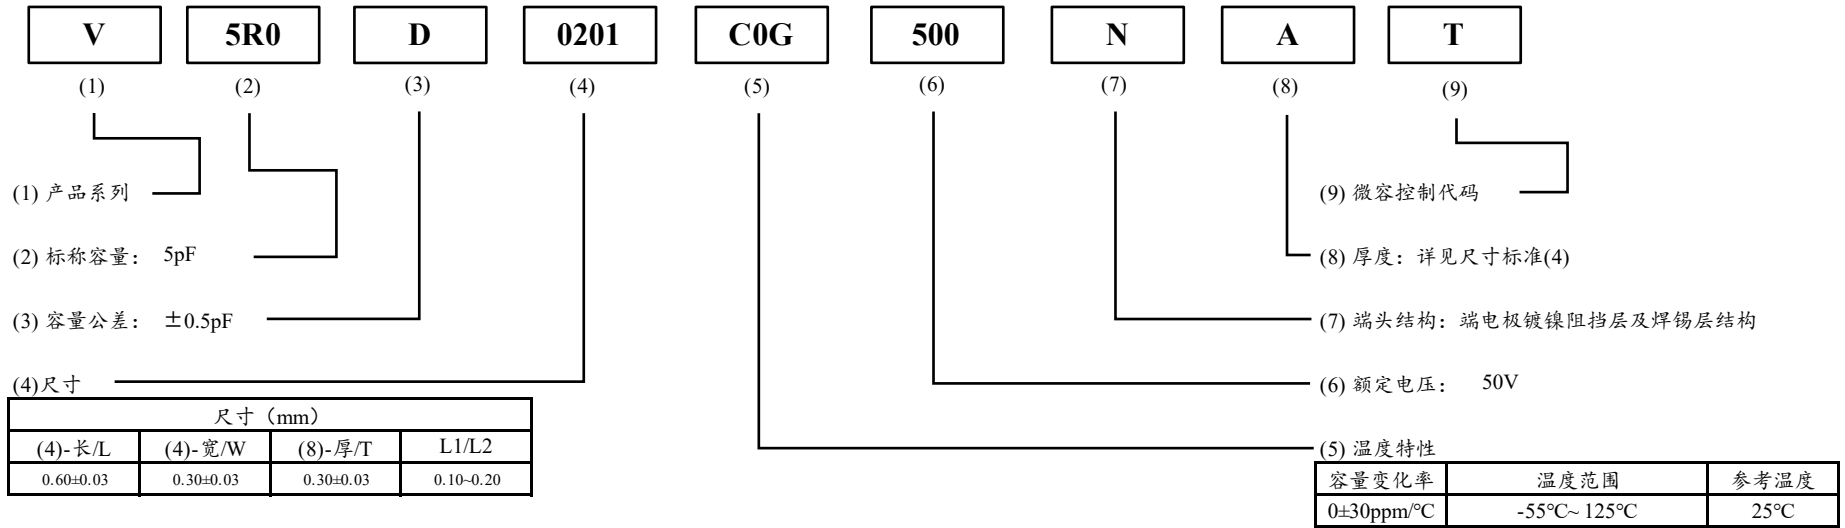 V 5R0 D 0201 C0G 500 N A T
(1) (2) (3) (4) (5) (6) (7) (8) (9)
(1) 产品系列
(9) 微容控制代码
(2) 标称容量： 5pF
(8) 厚度：详见尺寸标准(4)
(3) 容量公差： ±0.5pF
(7) 端头结构：端电极镀镍阻挡层及焊锡层结构
(4)尺寸
(6) 额定电压： 50V
尺寸（mm）
(4)-长/L (4)-宽/W (8)-厚/T L1/L2
0.60±0.03 0.30±0.03 0.30±0.03 0.10~0.20
(5) 温度特性
容量变化率 温度范围 参考温度
0±30ppm/°C -55°C~ 125°C 25°C